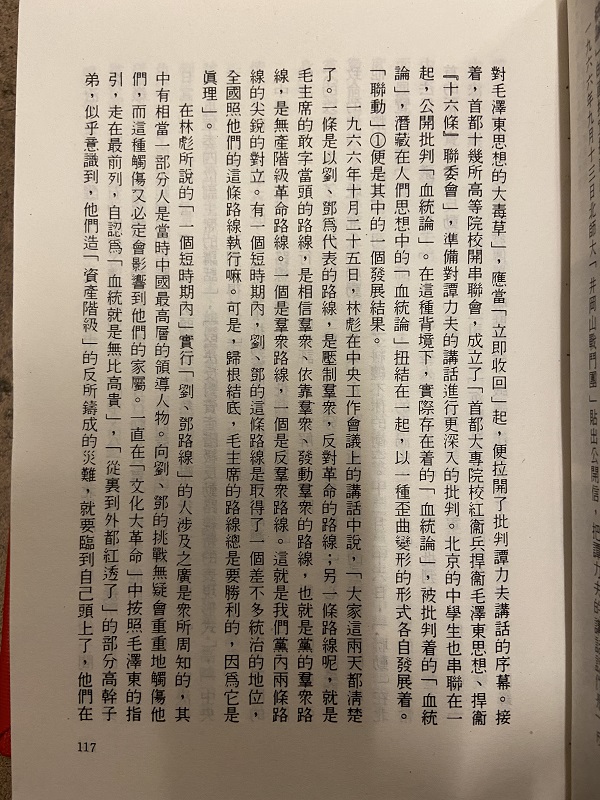 一九六六年九月十三日北師大「井岡山戰鬥團」貼出公開信，把譚力夫的講話
對毛澤東思想的大毒草」，應當「立即收回」起，便拉開了批判譚力夫講話的序幕。接
着，首都十幾所高等院校開串聯會，成立了「首都大專院校紅衞兵捍衞毛澤東思想、捍衞
『十六條』聯委會」，準備對譚力夫的講話進行更深入的批判。北京的中學生也串聯在一
起，公開批判「血統論」。在這種背境下，實際存在着的「血統論」，被批判着的「血統
論」，潛藏在人們思想中的「血統論」扭結在一起，以一種歪曲變形的形式各自發展着。
「聯動」①便是其中的一個發展結果。
一九六六年十月二十五日，林彪在中央工作會議上的講話中說，「大家這兩天都清楚
了。一條是以劉、鄧爲代表的路線，是壓制羣衆，反對革命的路線；另一條路線呢，就是
毛主席的敢字當頭的路線，是相信羣衆、依靠羣衆、發動羣衆的路線，也就是黨的羣衆路
線，是無產階級革命路線。一個是羣衆路線，一個是反羣衆路線。這就是我們黨內兩條路
線的尖銳的對立。有一個短時期內，劉、鄧的這條路線是取得了一個差不多統治的地位，
全國照他們的這條路線執行嘛。可是，歸根結底，毛主席的路線總是要勝利的，因爲它是
眞理」。
在林彪所說的「一個短時期內」實行「劉、鄧路線」的人涉及之廣是衆所周知的，其
中有相當一部分人是當時中國最高層的領導人物。向劉、鄧的挑戰無疑會重重地觸傷他
們，而這種觸傷又必定會影響到他們的家屬。一直在「文化大革命」中按照毛澤東的指
引，走在最前列，自認爲「血統就是無比高貴」，「從裏到外都紅透了」的部分高幹子
弟，似乎意識到，他們造「資產階級」的反所鑄成的災難，就要臨到自己頭上了，他們在
117